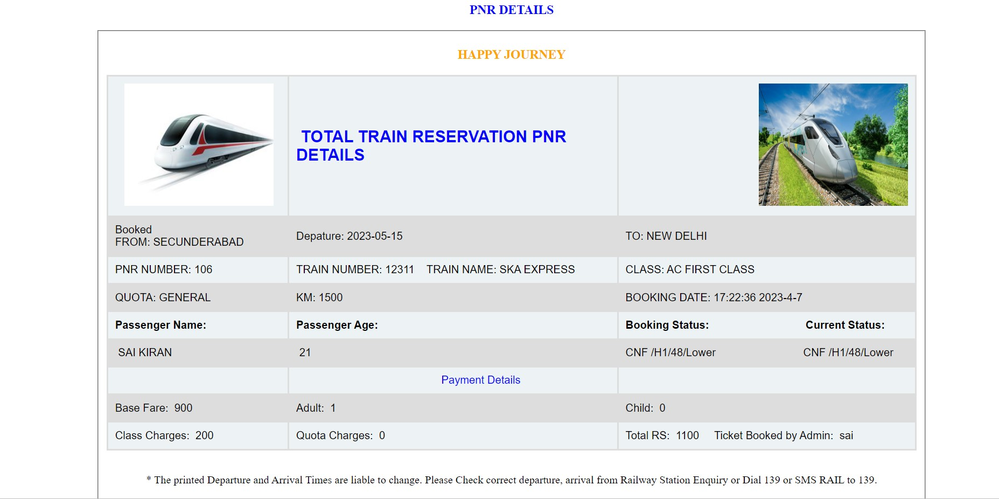 PNR DETAILS
HAPPY JOURNEY
TOTAL TRAIN RESERVATION PNR
DETAILS
Booked
FROM: SECUNDERABAD
Depature: 2023-05-15
TO: NEW DELHI
PNR NUMBER: 106
TRAIN NUMBER: 12311 TRAIN NAME: SKA EXPRESS
CLASS: AC FIRST CLASS
QUOTA: GENERAL
KM: 1500
BOOKING DATE: 17:22:36 2023-4-7
Passenger Name:
Passenger Age:
Booking Status:
Current Status:
SAI KIRAN
21
CNF /H1/48/Lower
CNF /H1/48/Lower
Payment Details
Base Fare: 900
Adult: 1
Child: 0
Class Charges: 200
Quota Charges: 0
Total RS: 1100 Ticket Booked by Admin: sai
* The printed Departure and Arrival Times are liable to change. Please Check correct departure, arrival from Railway Station Enquiry or Dial 139 or SMS RAIL to 139.